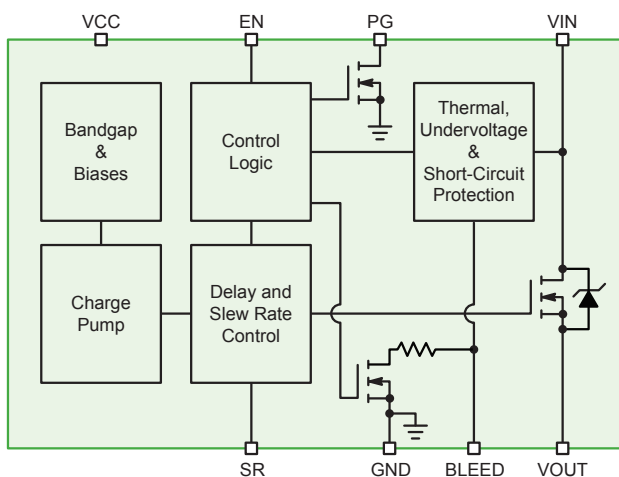 VCC
EN
PG
VIN
Bandgap
&
Biases
Control
Logic
Thermal,
Undervoltage
&
Short-Circuit
Protection
Charge
Pump
Delay and
Slew Rate
Control
SR
GND
BLEED
VOUT